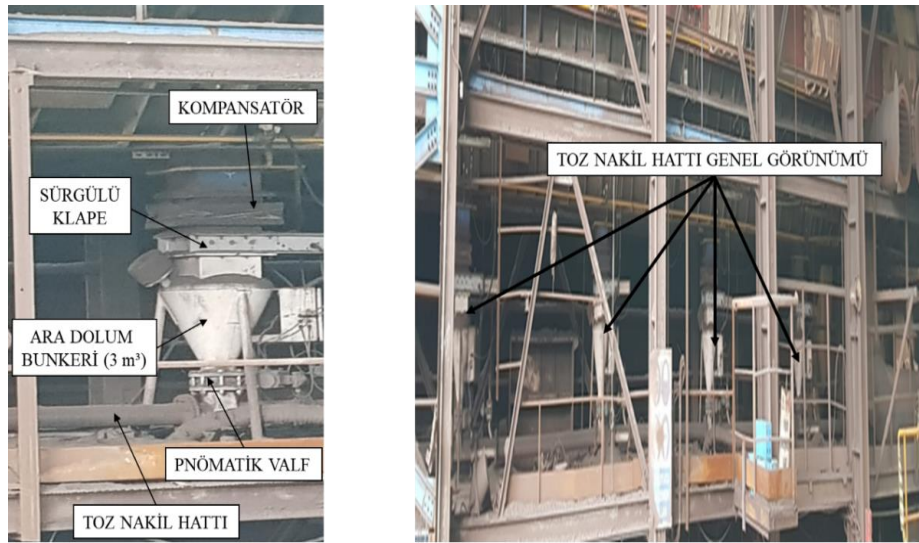 KOMPANSATÖR
SÜRGÜLÜ
KLAPE
ARA DOLUM
BUNKERİ (3 m³)
PNÖMATİK VALF
TOZ NAKİL HATTI
TOZ NAKİL HATTI GENEL GÖRÜNÜMÜ